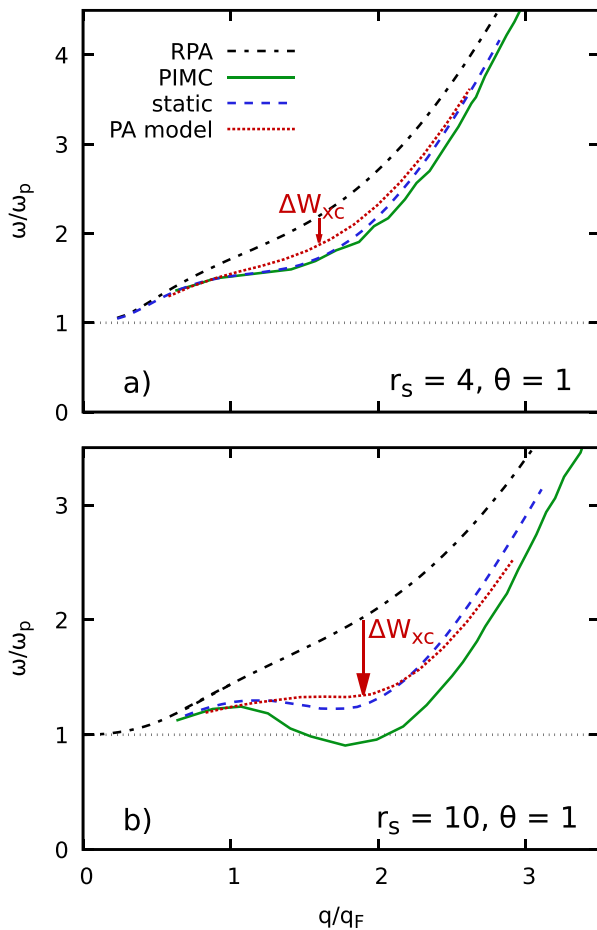 4
3
2
1
0
ω/ωp
RPA
PIMC
static
PA model
ΔWxc
a)
rs = 4, θ = 1
3
2
1
0
ω/ωp
ΔWxc
b)
rs = 10, θ = 1
0 1 2 3
q/qF